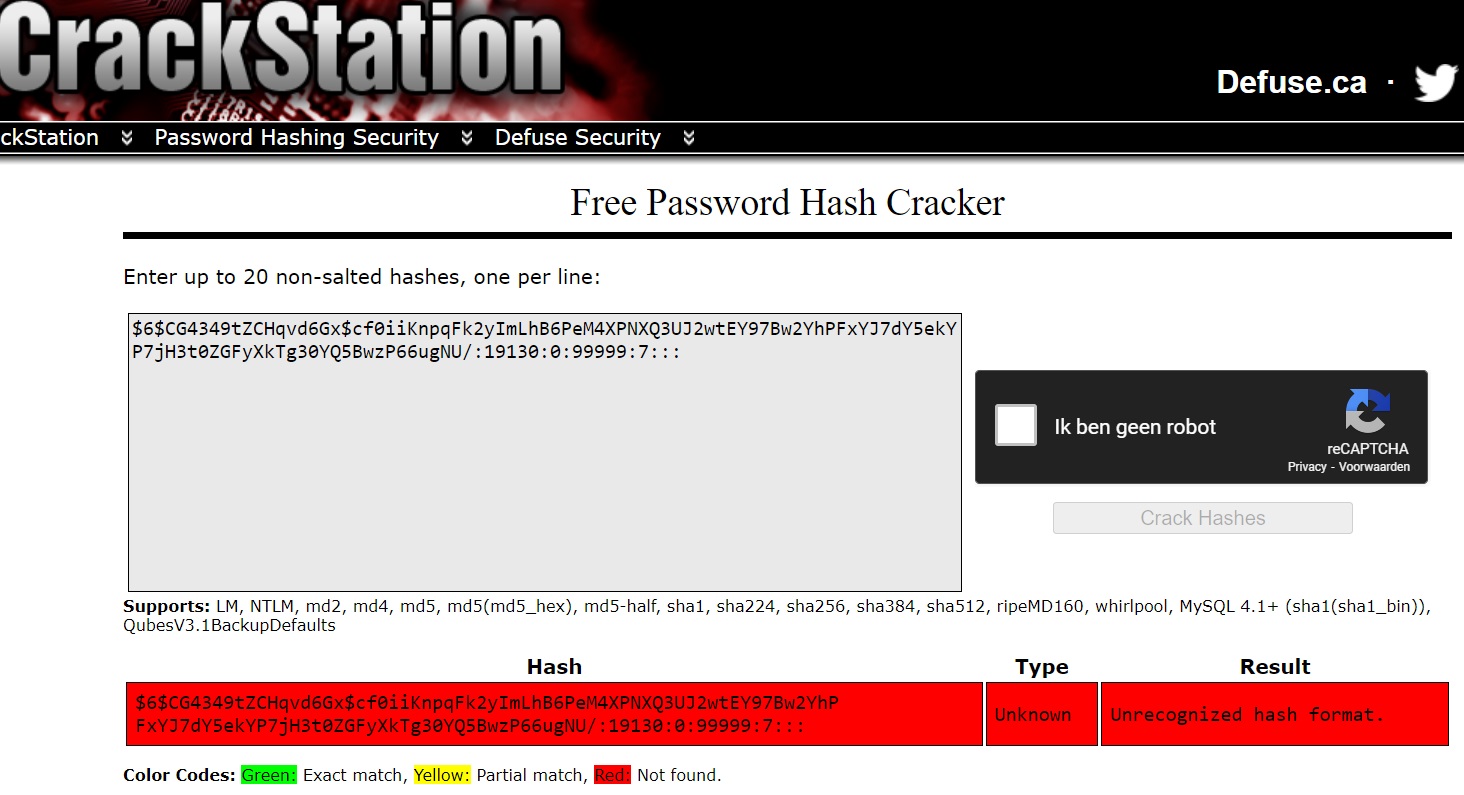 CrackStation
Defuse.ca ·
ckStation Password Hashing Security Defuse Security
Free Password Hash Cracker
Enter up to 20 non-salted hashes, one per line:
$6$CG4349tZCHqvd6Gx$cf0iiKnpqFk2yImLhB6PeM4XPNXQ3UJ2wtEY97Bw2YhPFxYJ7dY5ekY
P7jH3t0ZGFyXkTg30YQ5BwzP66ugNU/:19130:0:99999:7:::
Ik ben geen robot
reCAPTCHA
Privacy - Voorwaarden
Crack Hashes
Supports: LM, NTLM, md2, md4, md5, md5(md5_hex), md5-half, sha1, sha224, sha256, sha384, sha512, ripeMD160, whirlpool, MySQL 4.1+ (sha1(sha1_bin)),
QubesV3.1BackupDefaults
Hash Type Result
$6$CG4349tZCHqvd6Gx$cf0iiKnpqFk2yImLhB6PeM4XPNXQ3UJ2wtEY97Bw2YhP
FxYJ7dY5ekYP7jH3t0ZGFyXkTg30YQ5BwzP66ugNU/:19130:0:99999:7:::
Unknown
Unrecognized hash format.
Color Codes: Green: Exact match, Yellow: Partial match, Red: Not found.